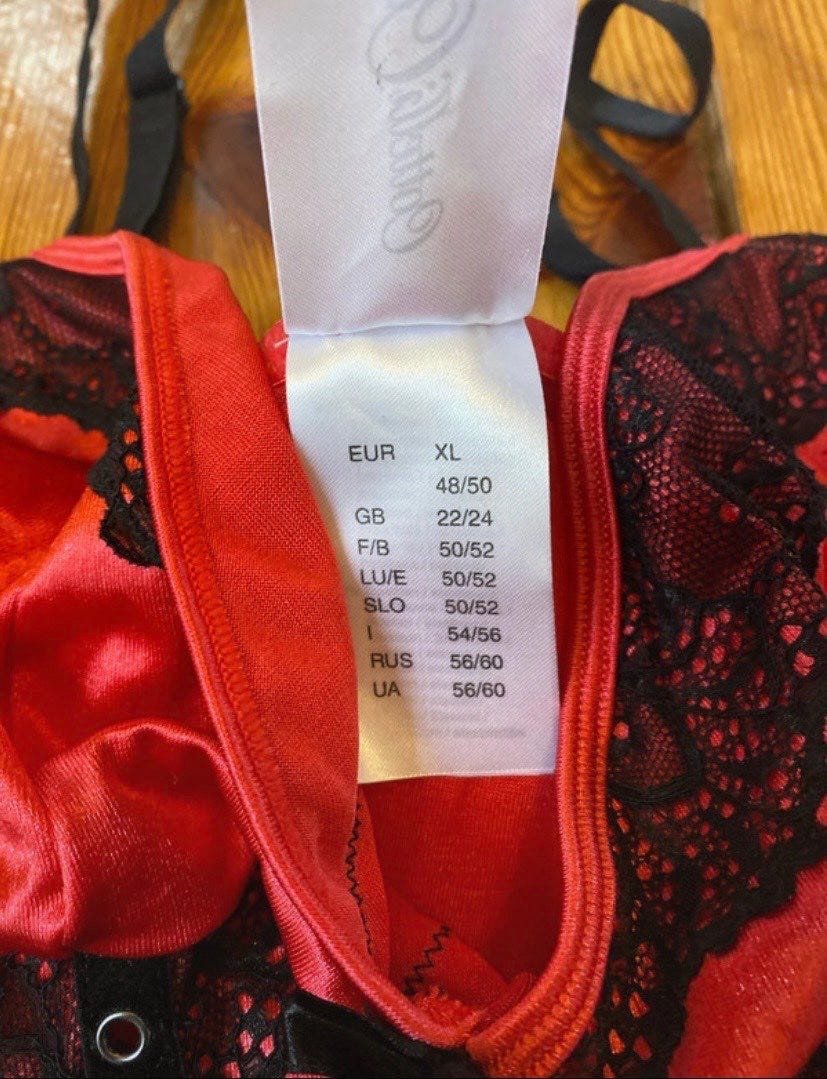 EUR XL
48/50
GB 22/24
F/B 50/52
LU/E 50/52
SLO 50/52
I 54/56
RUS 56/60
UA 56/60